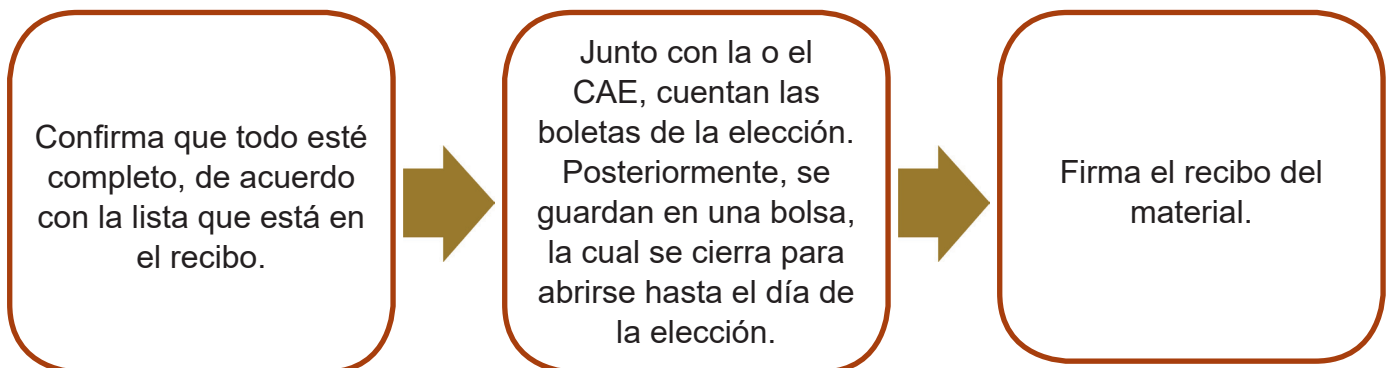 Confirma que todo esté
completo, de acuerdo
con la lista que está en
el recibo.
Junto con la o el
CAE, cuentan las
boletas de la elección.
Posteriormente, se
guardan en una bolsa,
la cual se cierra para
abrirse hasta el día de
la elección.
Firma el recibo del
material.